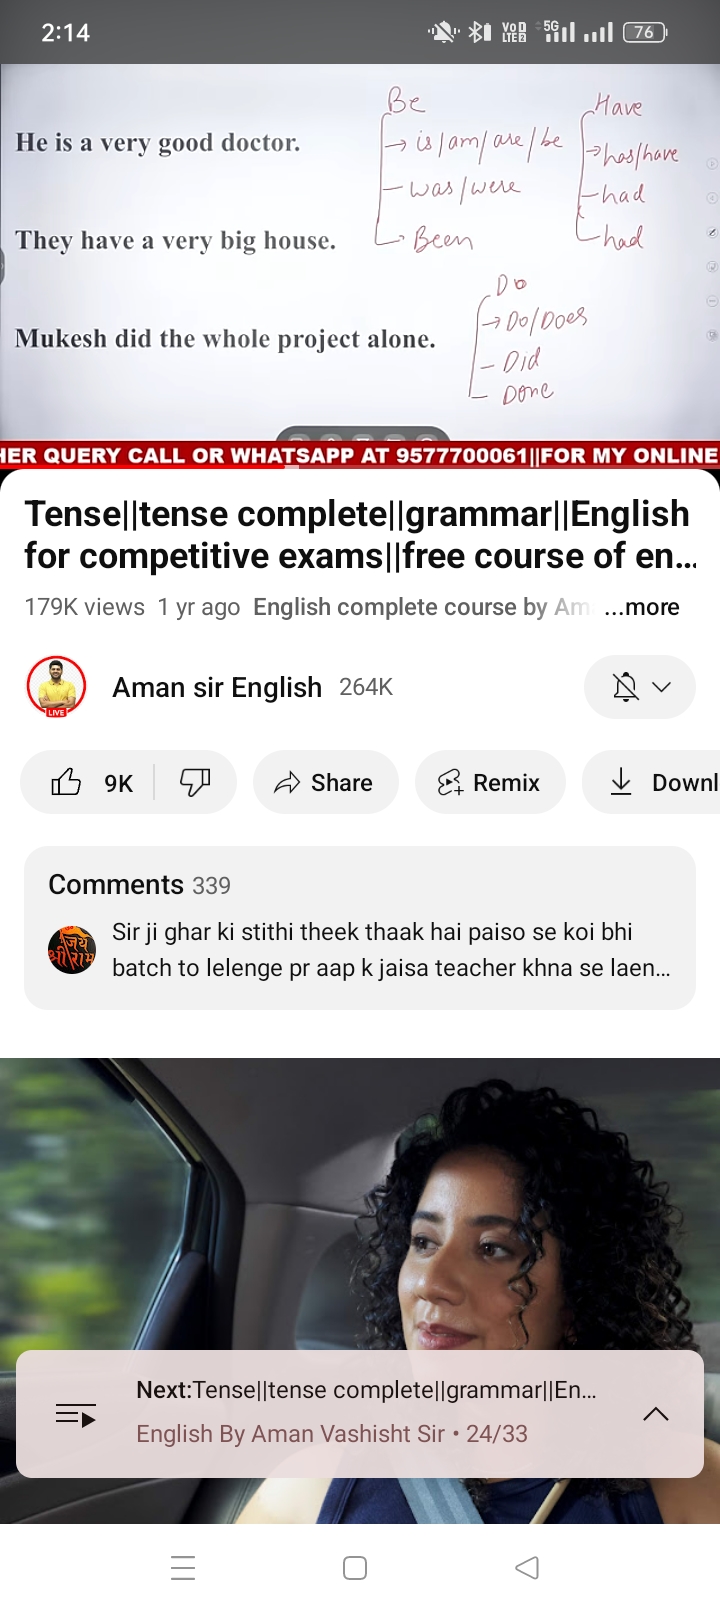 2:14
VoD LTE2 5G 76
Be
is/am/are/be
was/were
Been
Have
has/have
had
had
He is a very good doctor.
They have a very big house.
Do
Do/Does
Did
Done
Mukesh did the whole project alone.
HER QUERY CALL OR WHATSAPP AT 9577700061||FOR MY ONLINE
Tense||tense complete||grammar||English
for competitive exams||free course of en...
179K views 1 yr ago English complete course by Am ...more
LIVE
Aman sir English 264K
9K Share Remix Downl
Comments 339
जय
श्री राम
Sir ji ghar ki stithi theek thaak hai paiso se koi bhi
batch to lelenge pr aap k jaisa teacher khna se laen...
Next:Tense||tense complete||grammar||En...
English By Aman Vashisht Sir • 24/33